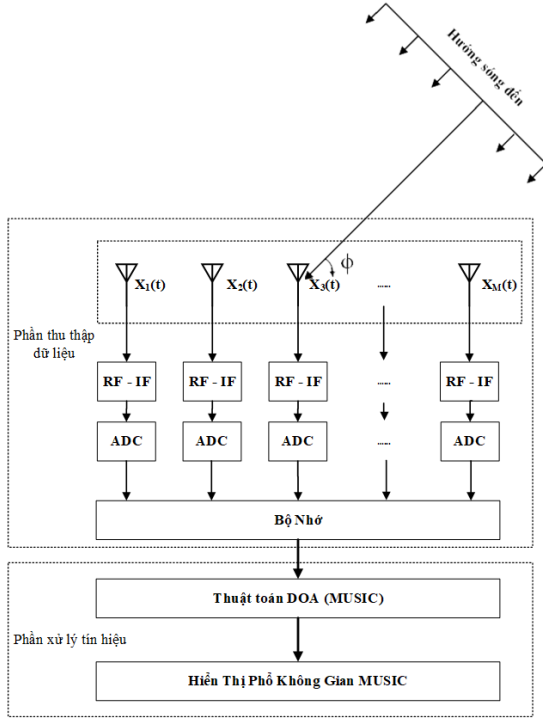 Hướng sóng đến
ϕ
X1(t) X2(t) X3(t) ...... XM(t)
Phần thu thập
dữ liệu
RF - IF RF - IF RF - IF ...... RF - IF
ADC ADC ADC ...... ADC
Bộ Nhớ
Thuật toán DOA (MUSIC)
Phần xử lý tín hiệu
Hiển Thị Phổ Không Gian MUSIC